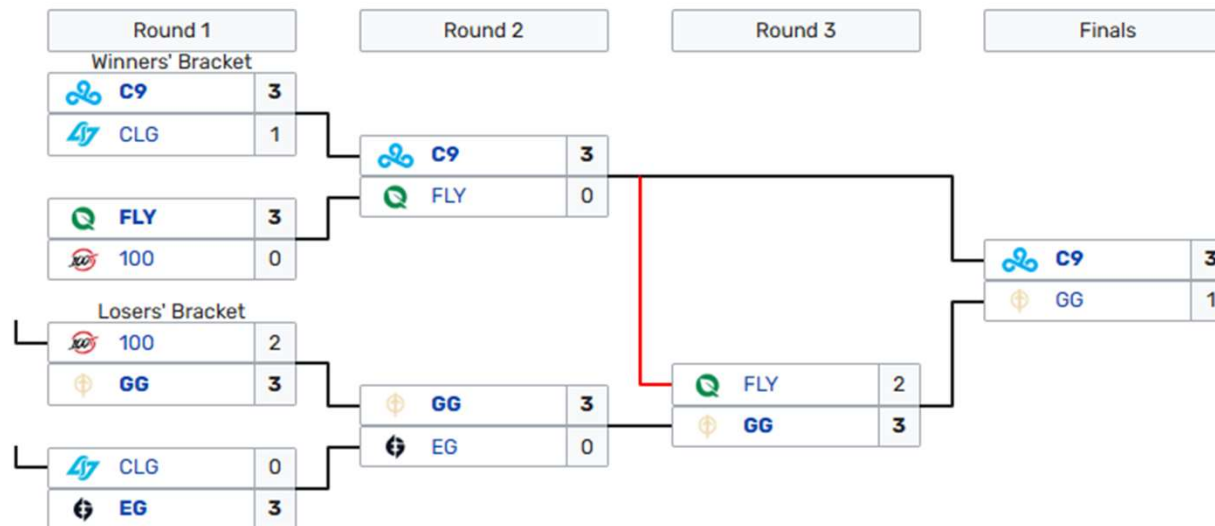 Round 1 Round 2 Round 3 Finals
Winners' Bracket
C9 3
CLG 1
C9 3
FLY 0
FLY 3
100 0
C9 3
GG 1
Losers' Bracket
100 2
GG 3
FLY 2
GG 3
GG 3
EG 0
CLG 0
EG 3